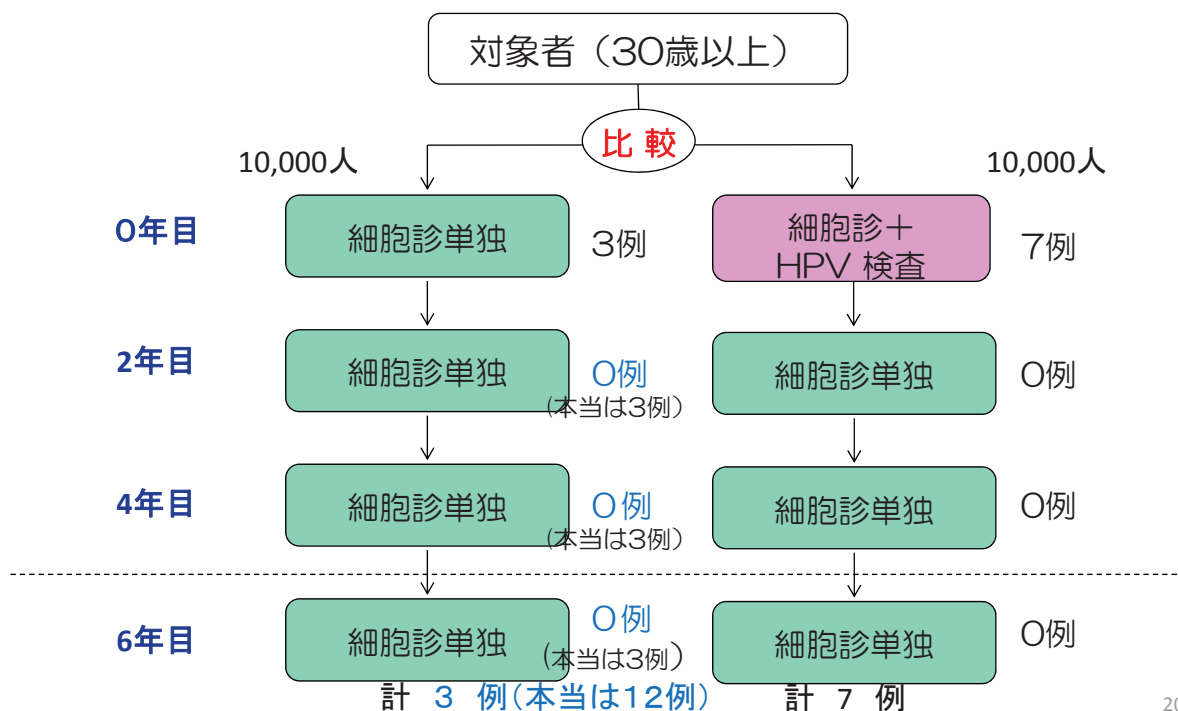 対象者（30歳以上）
比 較
10,000人
10,000人
0年目
細胞診単独
3例
細胞診＋
HPV 検査
7例
2年目
細胞診単独
0例
(本当は3例）
細胞診単独
0例
4年目
細胞診単独
0例
(本当は3例）
細胞診単独
0例
6年目
細胞診単独
0例
(本当は3例）
細胞診単独
0例
計 3 例(本当は12例)
計 7 例
20